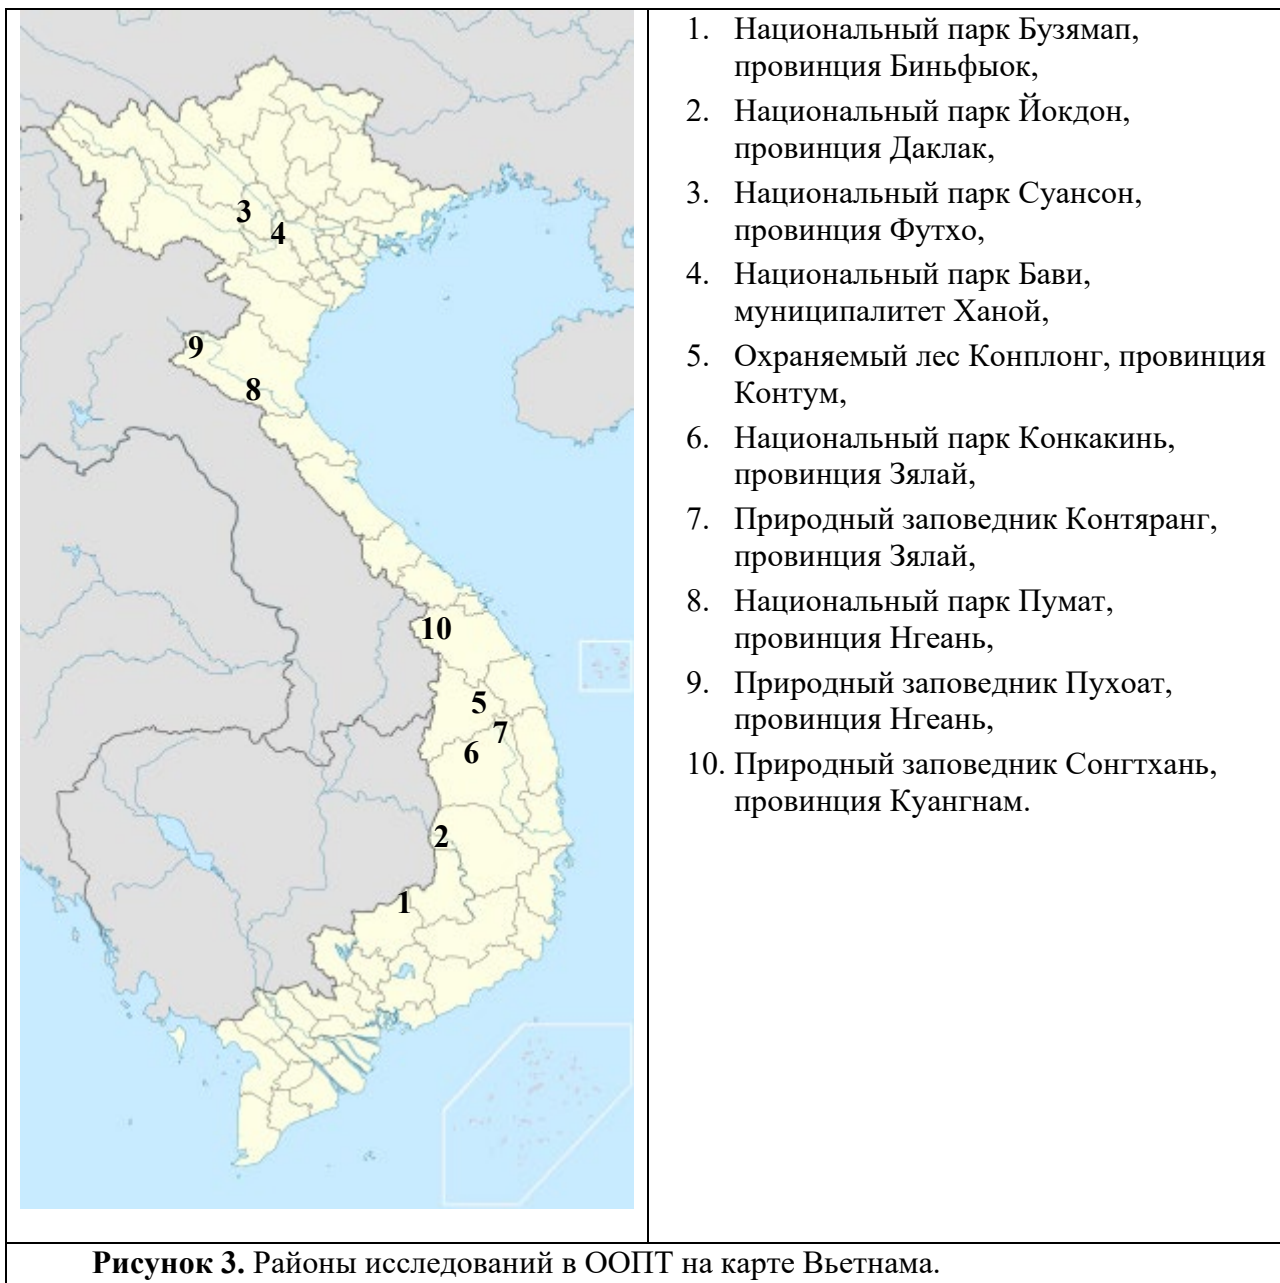 3
4
9
8
10
5
7
6
2
1
1. Национальный парк Бузямап,
провинция Биньфыок,
2. Национальный парк Йокдон,
провинция Даклак,
3. Национальный парк Суансон,
провинция Футхо,
4. Национальный парк Бави,
муниципалитет Ханой,
5. Охраняемый лес Конплонг, провинция
Контум,
6. Национальный парк Конкакинь,
провинция Зялай,
7. Природный заповедник Контяранг,
провинция Зялай,
8. Национальный парк Пумат,
провинция Нгеань,
9. Природный заповедник Пухоат,
провинция Нгеань,
10. Природный заповедник Сонгтхань,
провинция Куангнам.
Рисунок 3. Районы исследований в ООПТ на карте Вьетнама.